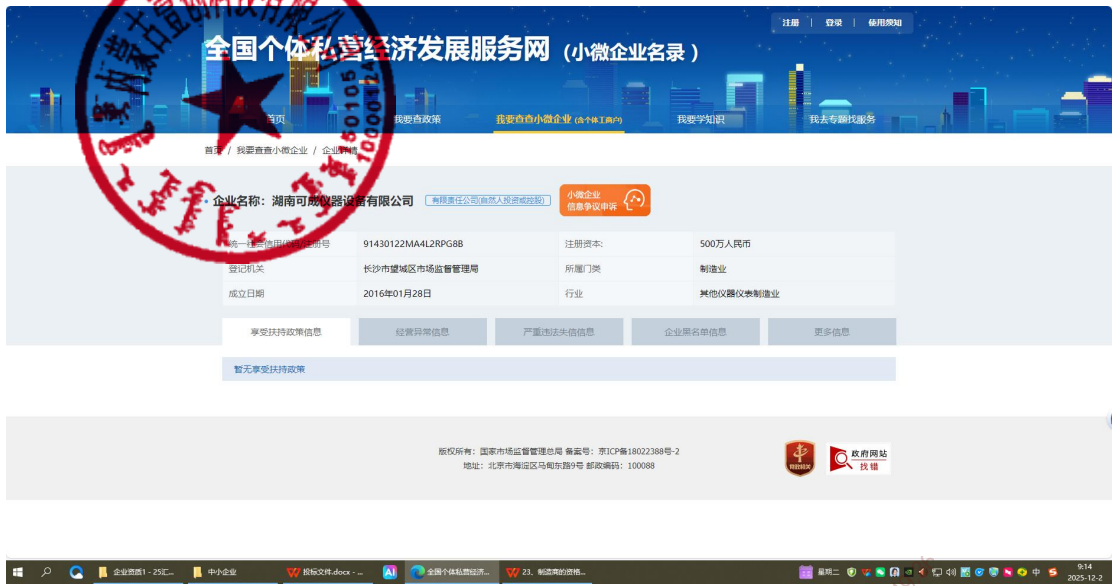 注册 | 登录 | 使用须知
全国个体私营经济发展服务网（小微企业名录）
首页 我要查政策 我要查查小微企业(含个体工商户) 我要学知识 我去专题找服务
首页 / 我要查查小微企业 / 企业详情
企业名称：湖南可威仪器设备有限公司 有限责任公司(自然人投资或控股) 小微企业
信息争议申诉
统一社会信用代码/注册号 91430122MA4L2RPG8B 注册资本: 500万人民币
登记机关 长沙市望城区市场监督管理局 所属门类 制造业
成立日期 2016年01月28日 行业 其他仪器仪表制造业
享受扶持政策信息 经营异常信息 严重违法失信信息 企业黑名单信息 更多信息
暂无享受扶持政策
版权所有：国家市场监督管理总局 备案号：京ICP备18022388号-2
地址：北京市海淀区马甸东路9号 邮政编码：100088
政府网站
找错
企业资质1 - 25汇... 中小企业 投标文件.docx - ... 全国个体私营经济... 23、制造商的资格... 星期二 中 9:14
2025-12-2